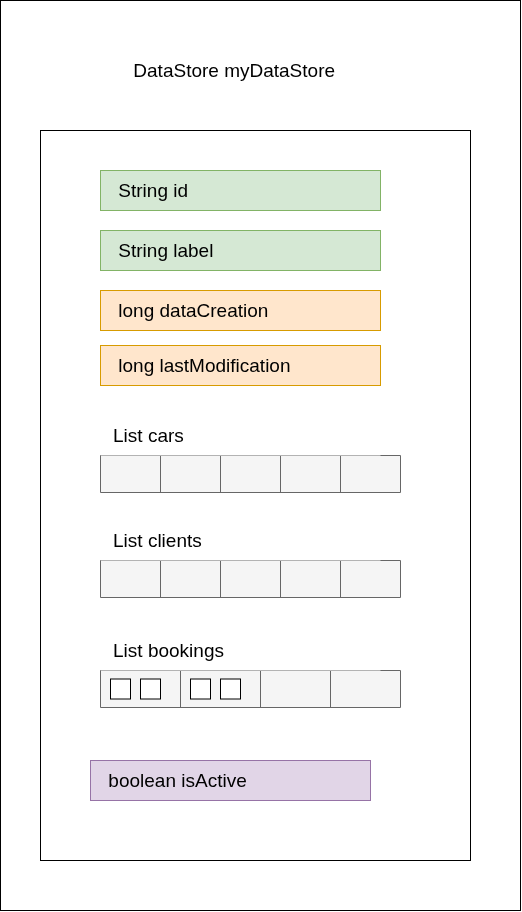 DataStore myDataStore
String id
String label
long dataCreation
long lastModification
List cars
List clients
List bookings
boolean isActive